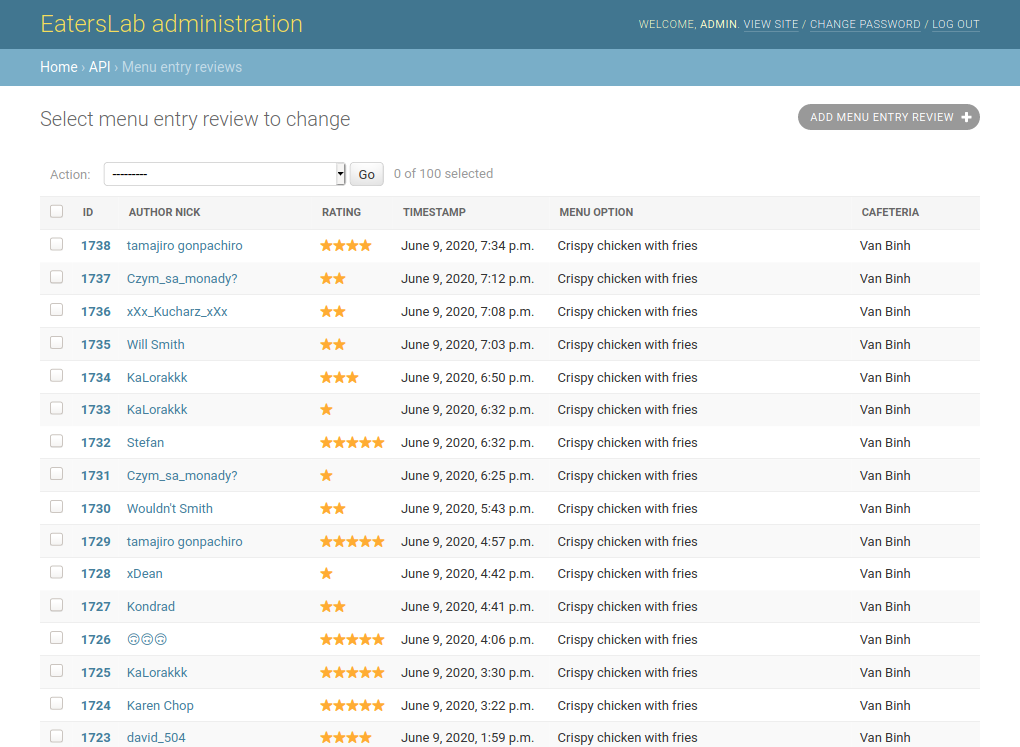 EatersLab administration
WELCOME, ADMIN. VIEW SITE / CHANGE PASSWORD / LOG OUT
Home › API › Menu entry reviews
Select menu entry review to change
ADD MENU ENTRY REVIEW +
Action: --------- Go 0 of 100 selected
ID AUTHOR NICK RATING TIMESTAMP MENU OPTION CAFETERIA
1738 tamajiro gonpachiro ★★★★ June 9, 2020, 7:34 p.m. Crispy chicken with fries Van Binh
1737 Czym_sa_monady? ★★ June 9, 2020, 7:12 p.m. Crispy chicken with fries Van Binh
1736 xXx_Kucharz_xXx ★★ June 9, 2020, 7:08 p.m. Crispy chicken with fries Van Binh
1735 Will Smith ★★ June 9, 2020, 7:03 p.m. Crispy chicken with fries Van Binh
1734 KaLorakkk ★★★ June 9, 2020, 6:50 p.m. Crispy chicken with fries Van Binh
1733 KaLorakkk ★ June 9, 2020, 6:32 p.m. Crispy chicken with fries Van Binh
1732 Stefan ★★★★★ June 9, 2020, 6:32 p.m. Crispy chicken with fries Van Binh
1731 Czym_sa_monady? ★ June 9, 2020, 6:25 p.m. Crispy chicken with fries Van Binh
1730 Wouldn't Smith ★★ June 9, 2020, 5:43 p.m. Crispy chicken with fries Van Binh
1729 tamajiro gonpachiro ★★★★★ June 9, 2020, 4:57 p.m. Crispy chicken with fries Van Binh
1728 xDean ★ June 9, 2020, 4:42 p.m. Crispy chicken with fries Van Binh
1727 Kondrad ★★ June 9, 2020, 4:41 p.m. Crispy chicken with fries Van Binh
1726 🙃🙃🙃 ★★★★★ June 9, 2020, 4:06 p.m. Crispy chicken with fries Van Binh
1725 KaLorakkk ★★★★★ June 9, 2020, 3:30 p.m. Crispy chicken with fries Van Binh
1724 Karen Chop ★★★★★ June 9, 2020, 3:22 p.m. Crispy chicken with fries Van Binh
1723 david_504 ★★★★ June 9, 2020, 1:59 p.m. Crispy chicken with fries Van Binh